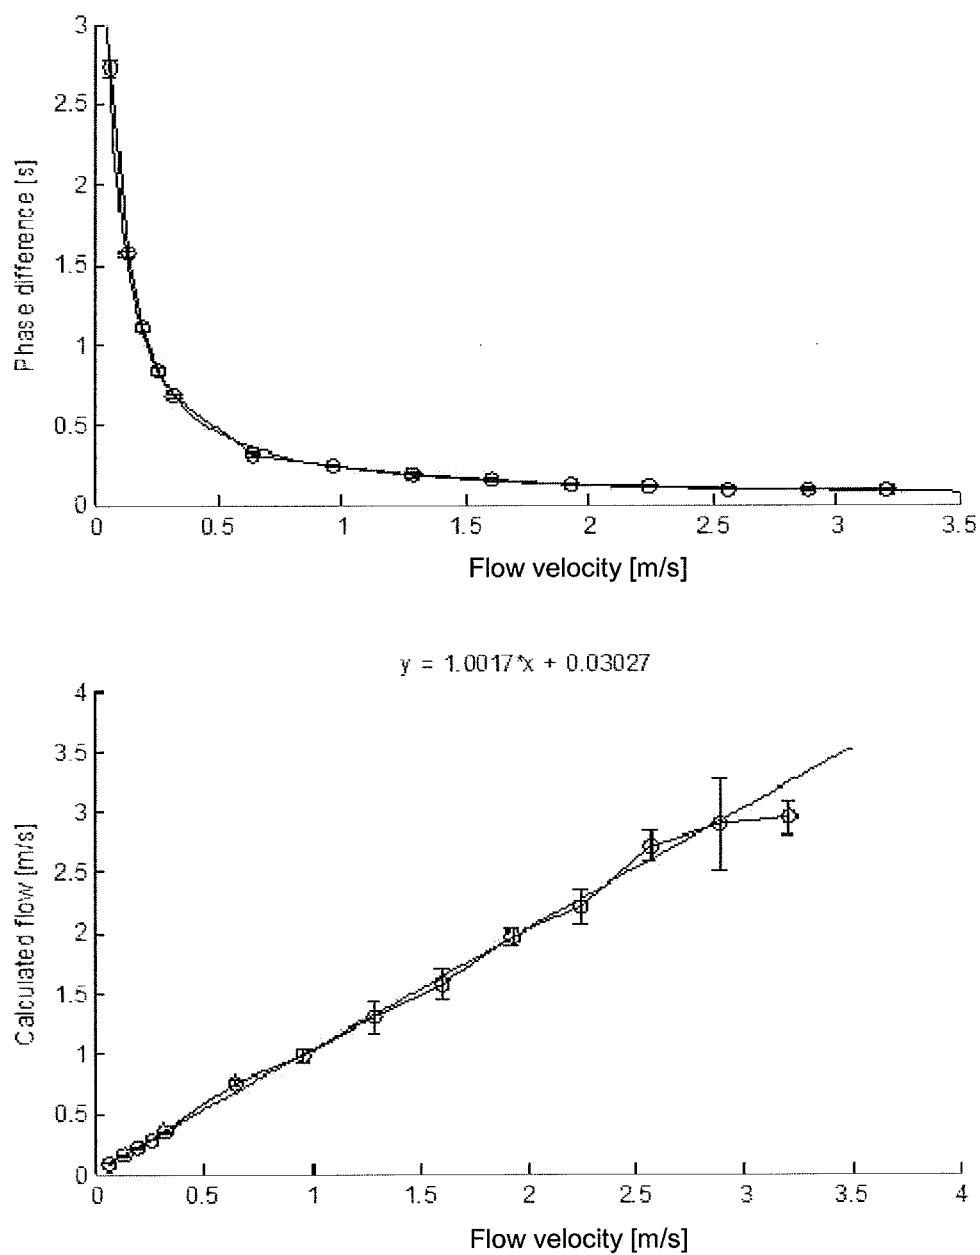 3
2.5
2
1.5
1
0.5
0
Phase difference [s]
0 0.5 1 1.5 2 2.5 3 3.5
Flow velocity [m/s]
y = 1.0017*x + 0.03027
4
3.5
3
2.5
2
1.5
1
0.5
0
Calculated flow [m/s]
0 0.5 1 1.5 2 2.5 3 3.5 4
Flow velocity [m/s]